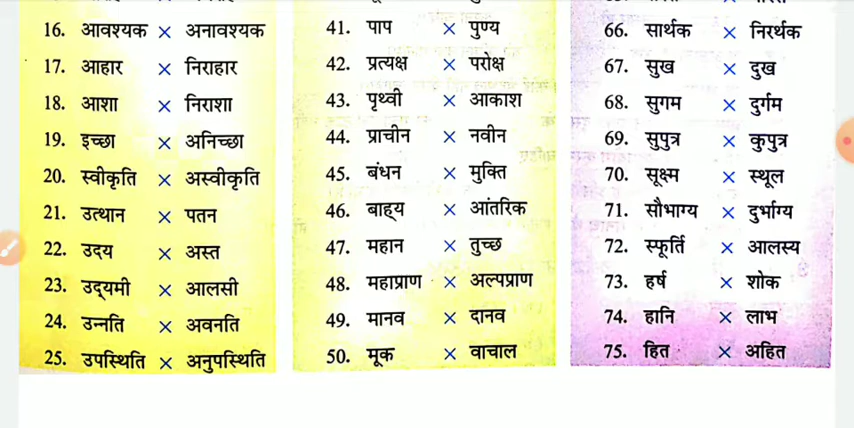 16. आवश्यक × अनावश्यक
17. आहार × निराहार
18. आशा × निराशा
19. इच्छा × अनिच्छा
20. स्वीकृति × अस्वीकृति
21. उत्थान × पतन
22. उदय × अस्त
23. उद्‌यमी × आलसी
24. उन्नति × अवनति
25. उपस्थिति × अनुपस्थिति
41. पाप × पुण्य
42. प्रत्यक्ष × परोक्ष
43. पृथ्वी × आकाश
44. प्राचीन × नवीन
45. बंधन × मुक्ति
46. बाह्‌य × आंतरिक
47. महान × तुच्छ
48. महाप्राण × अल्पप्राण
49. मानव × दानव
50. मूक × वाचाल
66. सार्थक × निरर्थक
67. सुख × दुख
68. सुगम × दुर्गम
69. सुपुत्र × कुपुत्र
70. सूक्ष्म × स्थूल
71. सौभाग्य × दुर्भाग्य
72. स्फूर्ति × आलस्य
73. हर्ष × शोक
74. हानि × लाभ
75. हित × अहित